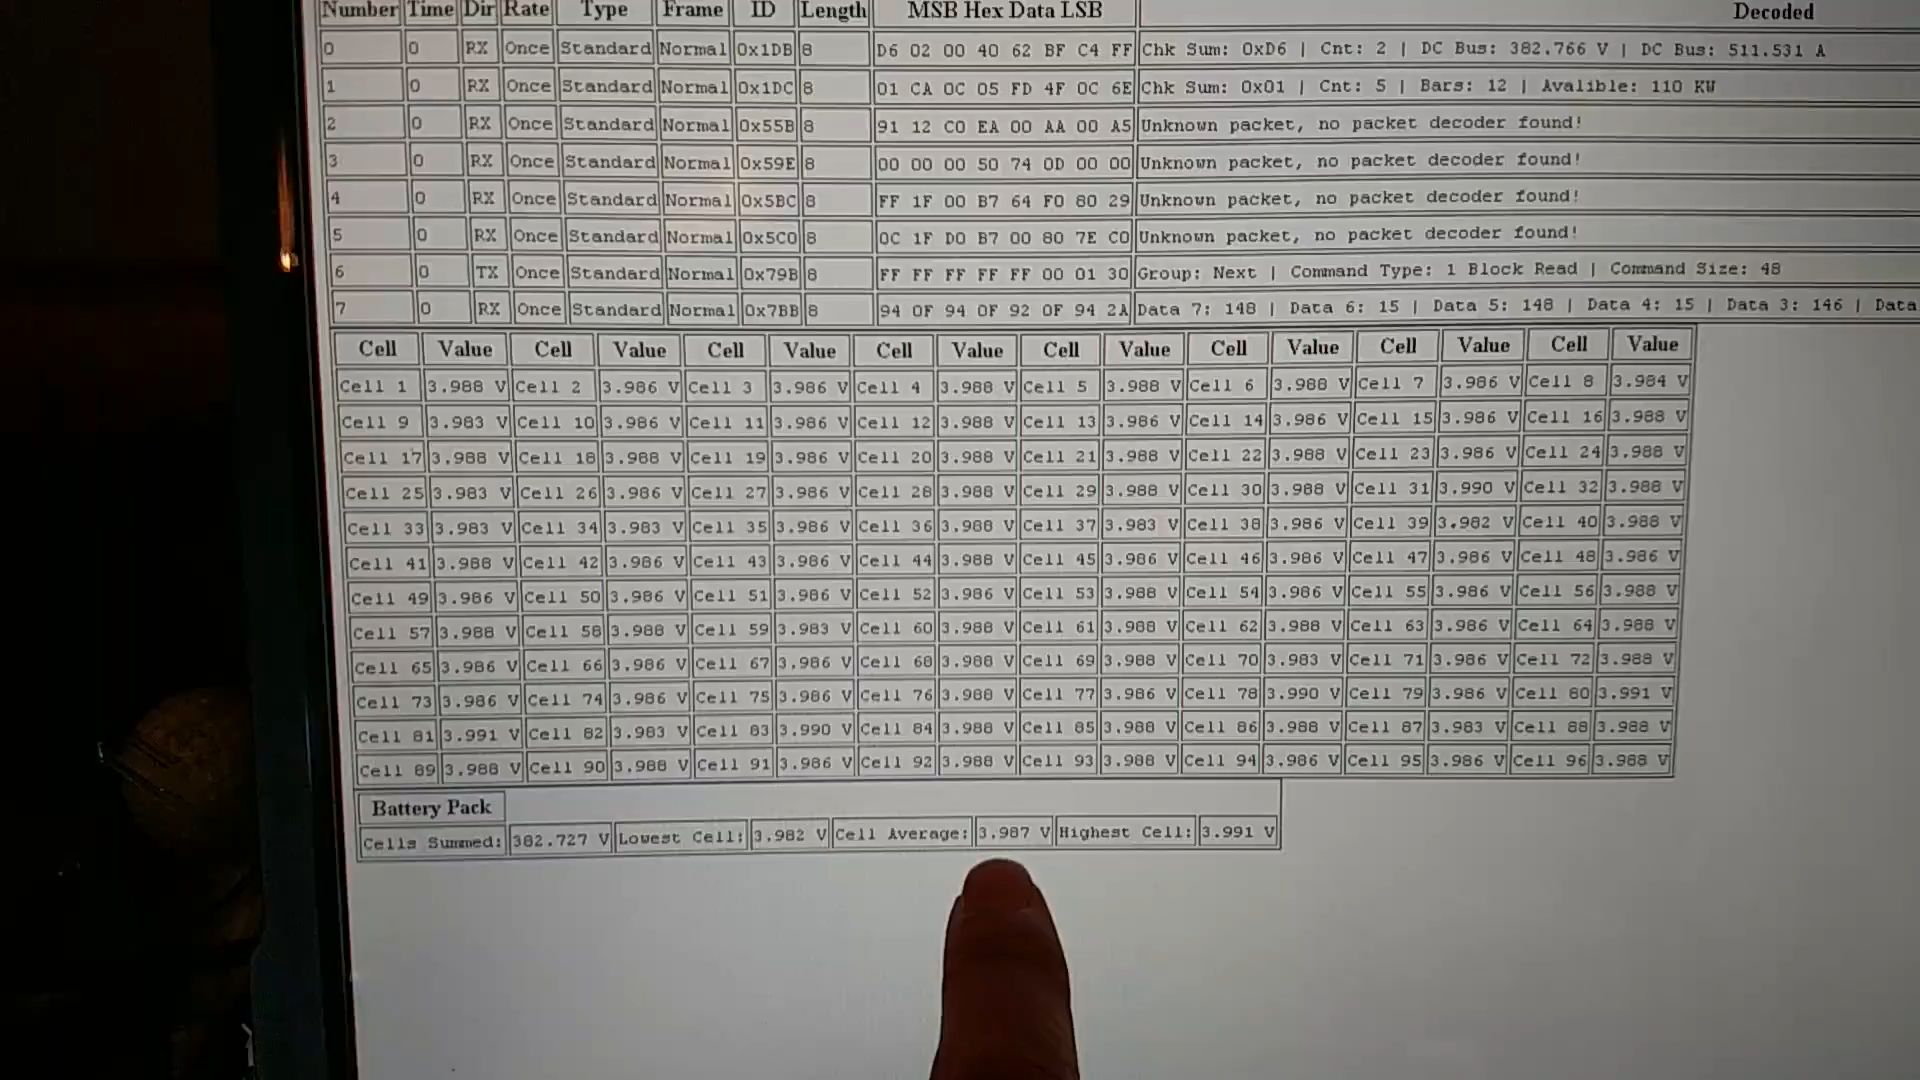 Number Time Dir Rate Type Frame ID Length MSB Hex Data LSB Decoded
0 0 RX Once Standard Normal 0x1DB 8 D6 02 00 40 62 BF C4 FF Chk Sum: 0xD6 | Cnt: 2 | DC Bus: 382.766 V | DC Bus: 511.531 A
1 0 RX Once Standard Normal 0x1DC 8 01 CA 0C 05 FD 4F 0C 6E Chk Sum: 0x01 | Cnt: 5 | Bars: 12 | Avalible: 110 KW
2 0 RX Once Standard Normal 0x55B 8 91 12 C0 EA 00 AA 00 A5 Unknown packet, no packet decoder found!
3 0 RX Once Standard Normal 0x59E 8 00 00 00 50 74 0D 00 00 Unknown packet, no packet decoder found!
4 0 RX Once Standard Normal 0x5BC 8 FF 1F 00 B7 64 F0 80 29 Unknown packet, no packet decoder found!
5 0 RX Once Standard Normal 0x5C0 8 0C 1F D0 B7 00 80 7E C0 Unknown packet, no packet decoder found!
6 0 TX Once Standard Normal 0x79B 8 FF FF FF FF FF 00 01 30 Group: Next | Command Type: 1 Block Read | Command Size: 48
7 0 RX Once Standard Normal 0x7BB 8 94 0F 94 0F 92 0F 94 2A Data 7: 148 | Data 6: 15 | Data 5: 148 | Data 4: 15 | Data 3: 146 | Data
Cell Value Cell Value Cell Value Cell Value Cell Value Cell Value Cell Value Cell Value
Cell 1 3.988 V Cell 2 3.986 V Cell 3 3.986 V Cell 4 3.988 V Cell 5 3.988 V Cell 6 3.988 V Cell 7 3.986 V Cell 8 3.984 V
Cell 9 3.983 V Cell 10 3.986 V Cell 11 3.986 V Cell 12 3.988 V Cell 13 3.986 V Cell 14 3.986 V Cell 15 3.986 V Cell 16 3.988 V
Cell 17 3.988 V Cell 18 3.988 V Cell 19 3.986 V Cell 20 3.988 V Cell 21 3.988 V Cell 22 3.988 V Cell 23 3.986 V Cell 24 3.988 V
Cell 25 3.983 V Cell 26 3.986 V Cell 27 3.986 V Cell 28 3.988 V Cell 29 3.988 V Cell 30 3.988 V Cell 31 3.990 V Cell 32 3.988 V
Cell 33 3.983 V Cell 34 3.983 V Cell 35 3.986 V Cell 36 3.988 V Cell 37 3.983 V Cell 38 3.986 V Cell 39 3.982 V Cell 40 3.988 V
Cell 41 3.988 V Cell 42 3.986 V Cell 43 3.986 V Cell 44 3.988 V Cell 45 3.986 V Cell 46 3.986 V Cell 47 3.986 V Cell 48 3.986 V
Cell 49 3.986 V Cell 50 3.986 V Cell 51 3.986 V Cell 52 3.986 V Cell 53 3.988 V Cell 54 3.986 V Cell 55 3.986 V Cell 56 3.988 V
Cell 57 3.988 V Cell 58 3.988 V Cell 59 3.983 V Cell 60 3.988 V Cell 61 3.988 V Cell 62 3.988 V Cell 63 3.986 V Cell 64 3.988 V
Cell 65 3.986 V Cell 66 3.986 V Cell 67 3.986 V Cell 68 3.988 V Cell 69 3.988 V Cell 70 3.983 V Cell 71 3.986 V Cell 72 3.988 V
Cell 73 3.986 V Cell 74 3.986 V Cell 75 3.986 V Cell 76 3.988 V Cell 77 3.986 V Cell 78 3.990 V Cell 79 3.986 V Cell 80 3.991 V
Cell 81 3.991 V Cell 82 3.983 V Cell 83 3.990 V Cell 84 3.988 V Cell 85 3.988 V Cell 86 3.988 V Cell 87 3.983 V Cell 88 3.988 V
Cell 89 3.988 V Cell 90 3.988 V Cell 91 3.986 V Cell 92 3.988 V Cell 93 3.988 V Cell 94 3.986 V Cell 95 3.986 V Cell 96 3.988 V
Battery Pack
Cells Summed: 382.727 V Lowest Cell: 3.982 V Cell Average: 3.987 V Highest Cell: 3.991 V